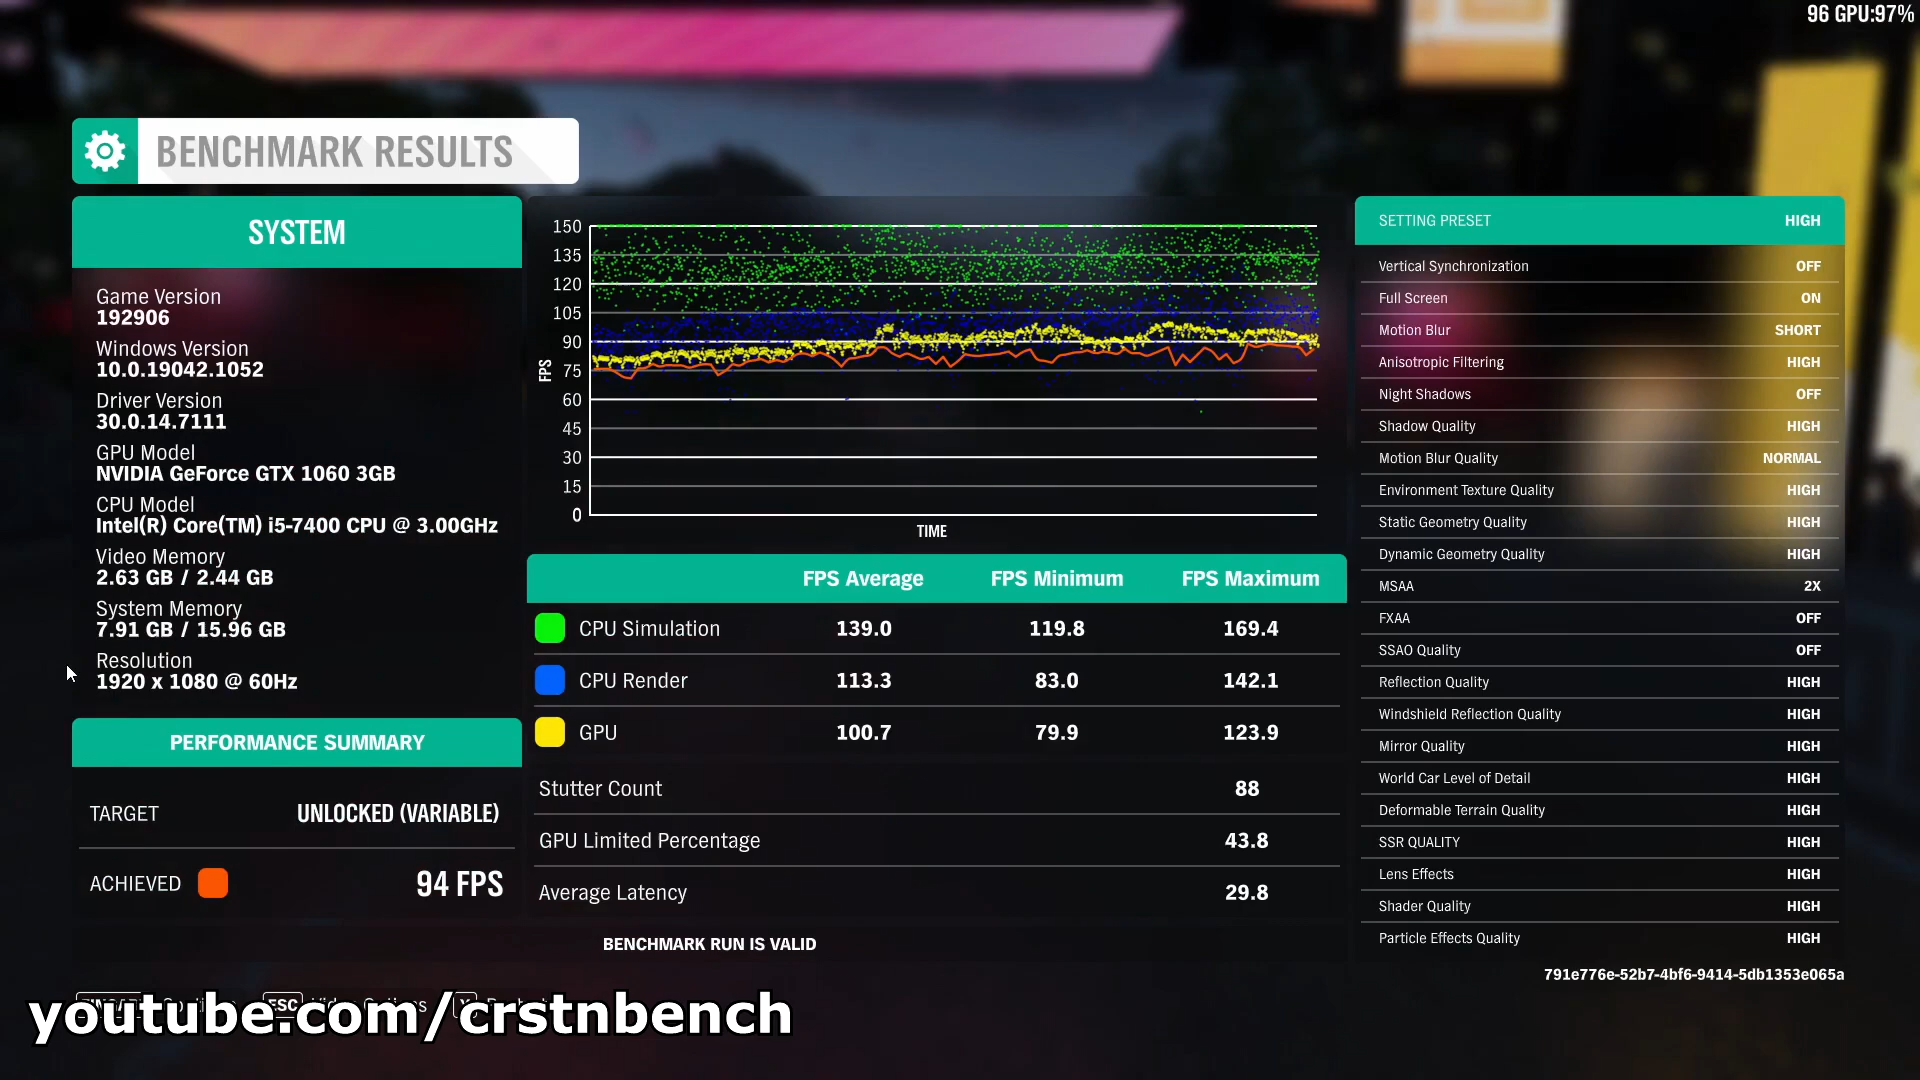 96 GPU:97%
BENCHMARK RESULTS
SYSTEM
Game Version
192906
Windows Version
10.0.19042.1052
Driver Version
30.0.14.7111
GPU Model
NVIDIA GeForce GTX 1060 3GB
CPU Model
Intel(R) Core(TM) i5-7400 CPU @ 3.00GHz
Video Memory
2.63 GB / 2.44 GB
System Memory
7.91 GB / 15.96 GB
Resolution
1920 x 1080 @ 60Hz
PERFORMANCE SUMMARY
TARGET UNLOCKED (VARIABLE)
ACHIEVED 94 FPS
150
135
120
105
90
75
60
45
30
15
0
FPS
TIME
FPS Average FPS Minimum FPS Maximum
CPU Simulation 139.0 119.8 169.4
CPU Render 113.3 83.0 142.1
GPU 100.7 79.9 123.9
Stutter Count 88
GPU Limited Percentage 43.8
Average Latency 29.8
BENCHMARK RUN IS VALID
SETTING PRESET HIGH
Vertical Synchronization OFF
Full Screen ON
Motion Blur SHORT
Anisotropic Filtering HIGH
Night Shadows OFF
Shadow Quality HIGH
Motion Blur Quality NORMAL
Environment Texture Quality HIGH
Static Geometry Quality HIGH
Dynamic Geometry Quality HIGH
MSAA 2X
FXAA OFF
SSAO Quality OFF
Reflection Quality HIGH
Windshield Reflection Quality HIGH
Mirror Quality HIGH
World Car Level of Detail HIGH
Deformable Terrain Quality HIGH
SSR QUALITY HIGH
Lens Effects HIGH
Shader Quality HIGH
Particle Effects Quality HIGH
791e776e-52b7-4bf6-9414-5db1353e065a
ESC
youtube.com/crstnbench